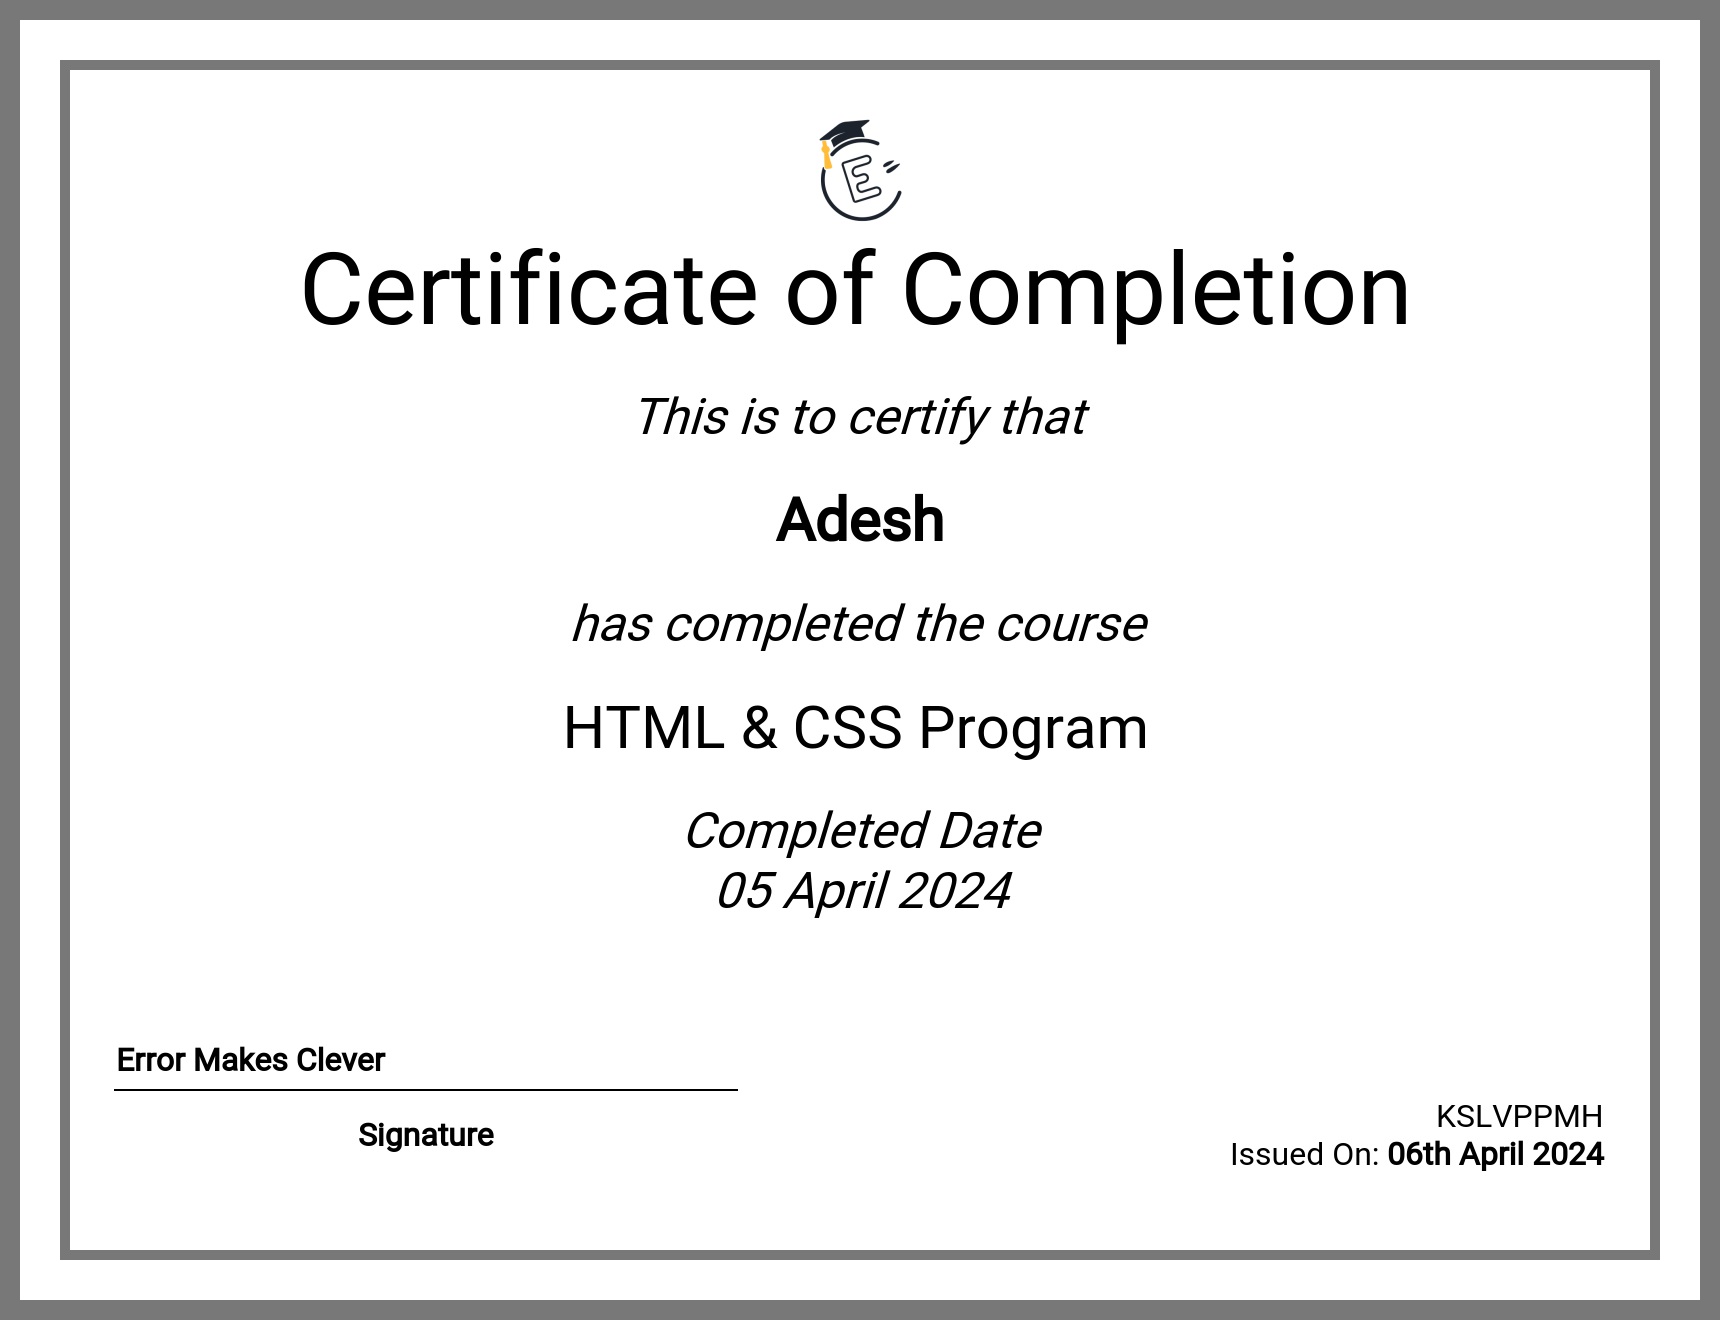 E
Certificate of Completion
This is to certify that
Adesh
has completed the course
HTML & CSS Program
Completed Date
05 April 2024
Error Makes Clever
Signature
KSLVPPMH
Issued On: 06th April 2024